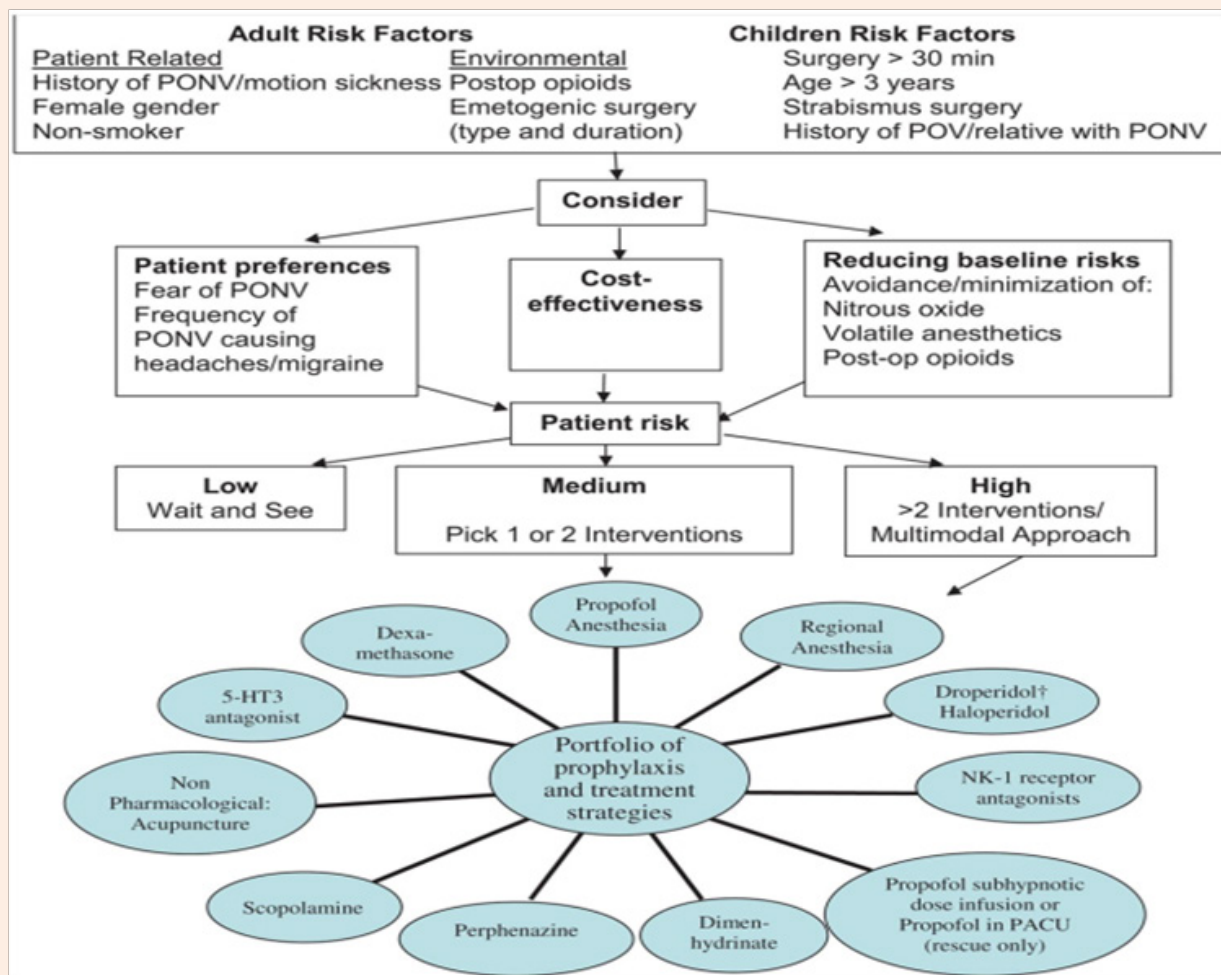 Adult Risk Factors
Patient Related
History of PONV/motion sickness
Female gender
Non-smoker
Environmental
Postop opioids
Emetogenic surgery
(type and duration)
Children Risk Factors
Surgery > 30 min
Age > 3 years
Strabismus surgery
History of POV/relative with PONV
Consider
Patient preferences
Fear of PONV
Frequency of
PONV causing
headaches/migraine
Cost-
effectiveness
Reducing baseline risks
Avoidance/minimization of:
Nitrous oxide
Volatile anesthetics
Post-op opioids
Patient risk
Low
Wait and See
Medium
Pick 1 or 2 Interventions
High
>2 Interventions/
Multimodal Approach
Propofol
Anesthesia
Dexa-
methasone
Regional
Anesthesia
5-HT3
antagonist
Droperidol†
Haloperidol
Portfolio of
prophylaxis
and treatment
strategies
Non
Pharmacological:
Acupuncture
NK-1 receptor
antagonists
Scopolamine
Perphenazine
Dimen-
hydrinate
Propofol subhypnotic
dose infusion or
Propofol in PACU
(rescue only)